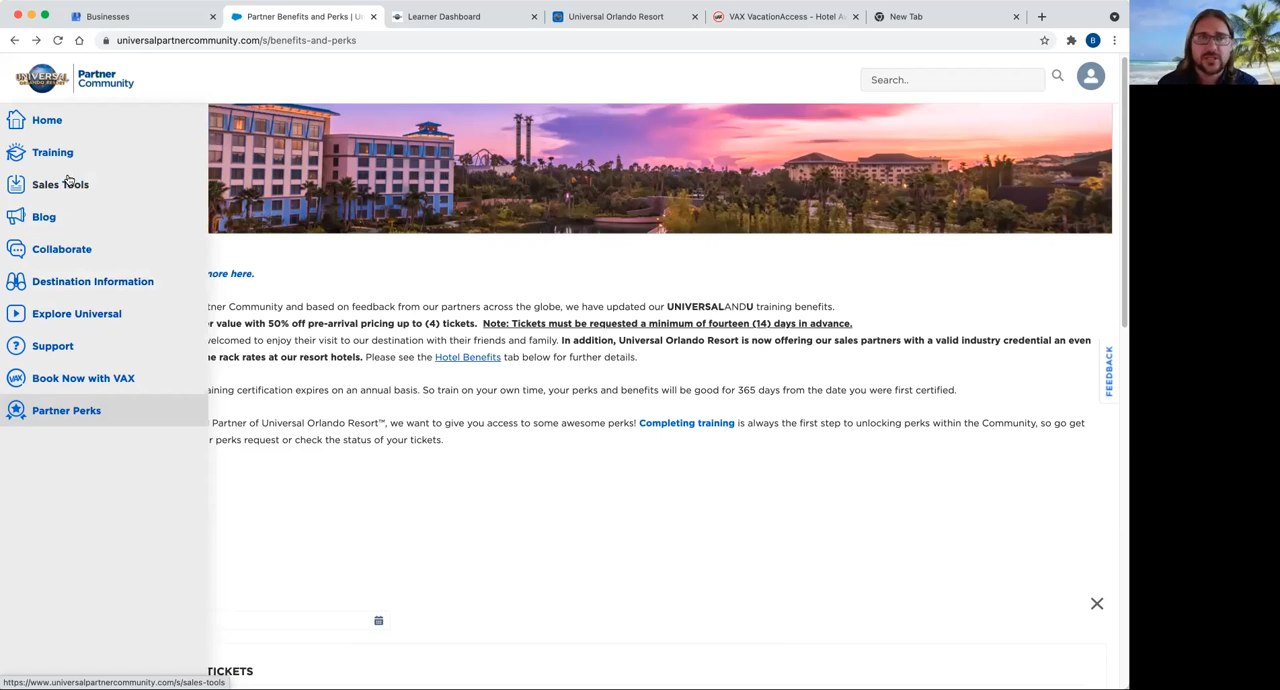 Businesses
Partner Benefits and Perks | U
Learner Dashboard
Universal Orlando Resort
VAX VacationAccess - Hotel A
New Tab
universalpartnercommunity.com/s/benefits-and-perks
B
UNIVERSAL
ORLANDO RESORT
Partner
Community
Search..
Home
Training
Sales Tools
Blog
Collaborate
Destination Information
Explore Universal
Support
VAX
Book Now with VAX
Partner Perks
more here.
tner Community and based on feedback from our partners across the globe, we have updated our UNIVERSALANDU training benefits.
r value with 50% off pre-arrival pricing up to (4) tickets. Note: Tickets must be requested a minimum of fourteen (14) days in advance.
welcomed to enjoy their visit to our destination with their friends and family. In addition, Universal Orlando Resort is now offering our sales partners with a valid industry credential an even
e rack rates at our resort hotels. Please see the Hotel Benefits tab below for further details.
aining certification expires on an annual basis. So train on your own time, your perks and benefits will be good for 365 days from the date you were first certified.
l Partner of Universal Orlando Resort™, we want to give you access to some awesome perks! Completing training is always the first step to unlocking perks within the Community, so go get
r perks request or check the status of your tickets.
FEEDBACK
TICKETS
https://www.universalpartnercommunity.com/s/sales-tools